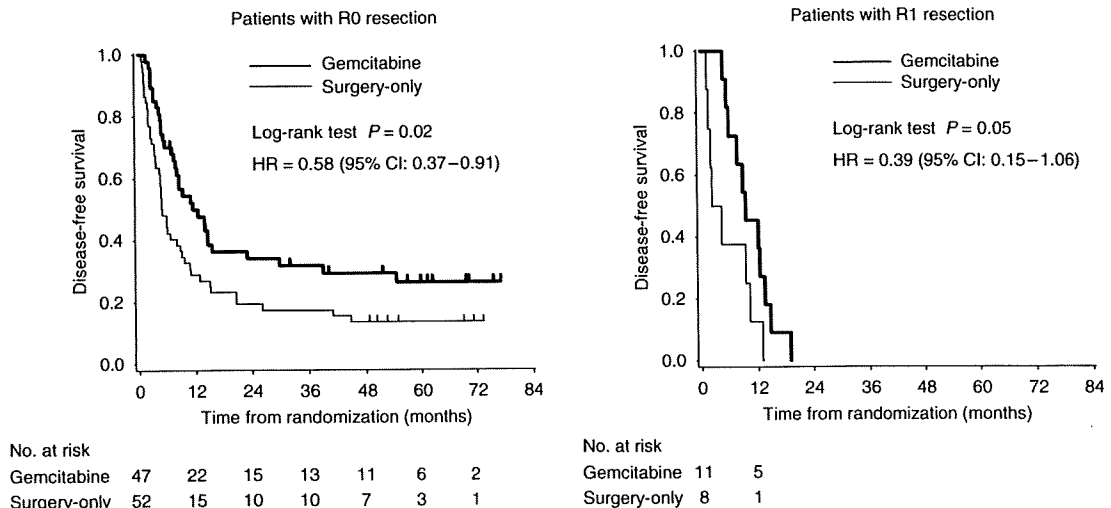 Patients with R0 resection
Gemcitabine
Surgery-only
Log-rank test P = 0.02
HR = 0.58 (95% CI: 0.37–0.91)
Disease-free survival
1.0
0.8
0.6
0.4
0.2
0.0
0 12 24 36 48 60 72 84
Time from randomization (months)
No. at risk
Gemcitabine 47 22 15 13 11 6 2
Surgery-only 52 15 10 10 7 3 1
Patients with R1 resection
Gemcitabine
Surgery-only
Log-rank test P = 0.05
HR = 0.39 (95% CI: 0.15–1.06)
Disease-free survival
1.0
0.8
0.6
0.4
0.2
0.0
0 12 24 36 48 60 72 84
Time from randomization (months)
No. at risk
Gemcitabine 11 5
Surgery-only 8 1